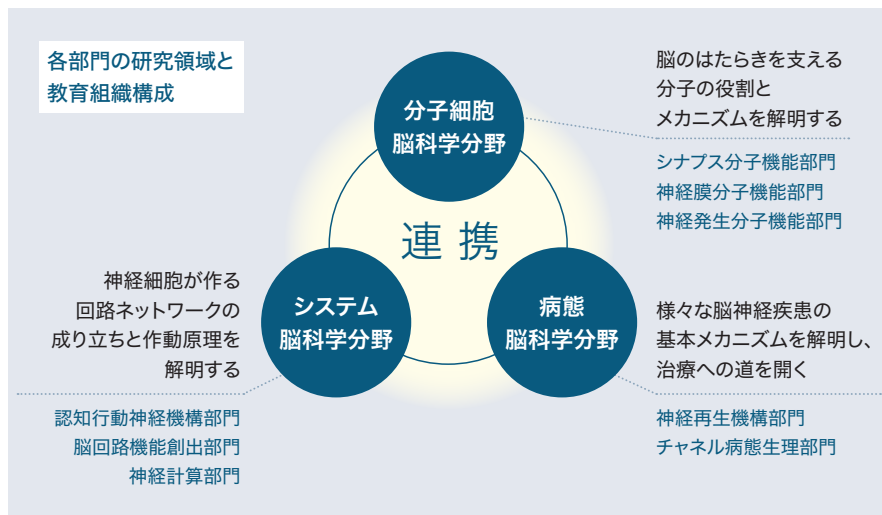 各部門の研究領域と
教育組織構成
分子細胞
脳科学分野
脳のはたらきを支える
分子の役割と
メカニズムを解明する
シナプス分子機能部門
神経膜分子機能部門
神経発生分子機能部門
連携
神経細胞が作る
回路ネットワークの
成り立ちと作動原理を
解明する
認知行動神経機構部門
脳回路機能創出部門
神経計算部門
システム
脳科学分野
病態
脳科学分野
様々な脳神経疾患の
基本メカニズムを解明し、
治療への道を開く
神経再生機構部門
チャネル病態生理部門